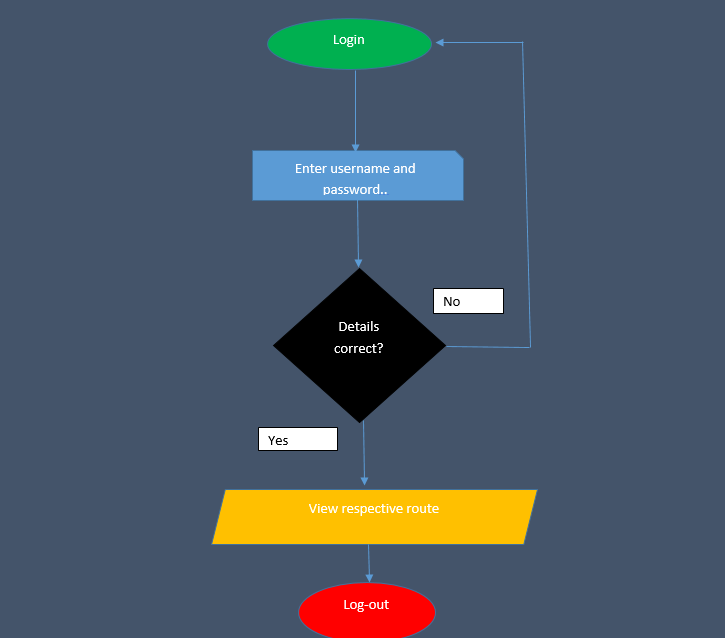 Login
Enter username and
password..
Details
correct?
No
Yes
View respective route
Log-out